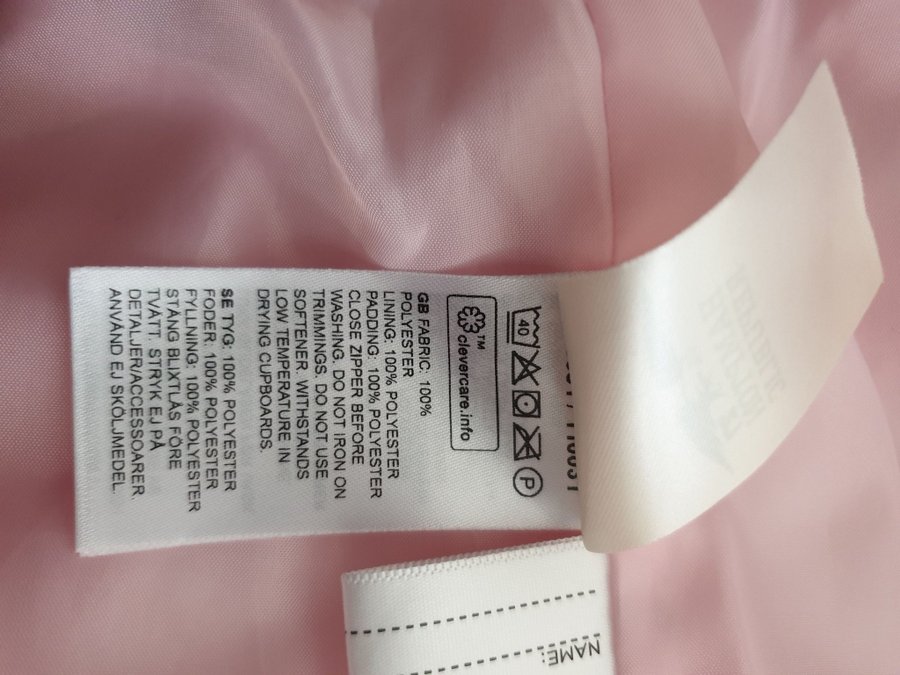 40
P
™
clevercare.info
GB FABRIC: 100%
POLYESTER
LINING: 100% POLYESTER
PADDING: 100% POLYESTER
CLOSE ZIPPER BEFORE
WASHING. DO NOT IRON ON
TRIMMINGS. DO NOT USE
SOFTENER. WITHSTANDS
LOW TEMPERATURE IN
DRYING CUPBOARDS.
SE TYG: 100% POLYESTER
FODER: 100% POLYESTER
FYLLNING: 100% POLYESTER
STÄNG BLIXTLÅS FÖRE
TVÄTT. STRYK EJ PÅ
DETALJER/ACCESSOARER.
ANVÄND EJ SKÖLJMEDEL.
NAME: